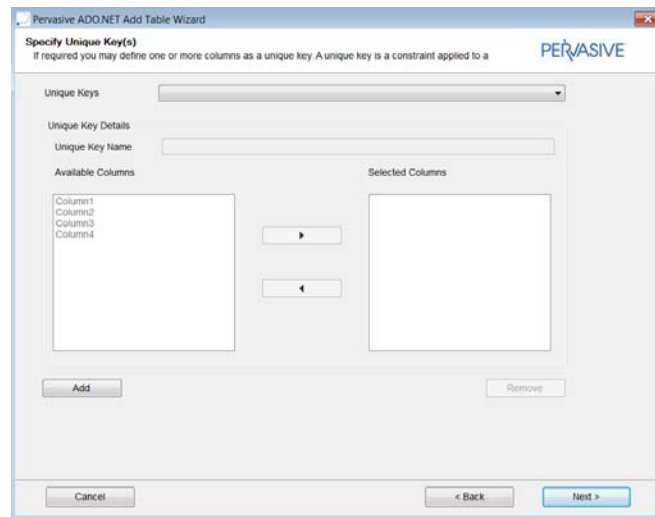 Pervasive ADO.NET Add Table Wizard
Specify Unique Key(s)
If required you may define one or more columns as a unique key. A unique key is a constraint applied to a
PERVASIVE
Unique Keys
Unique Key Details
Unique Key Name
Available Columns
Selected Columns
Column1
Column2
Column3
Column4
Add
Remove
Cancel
< Back
Next >